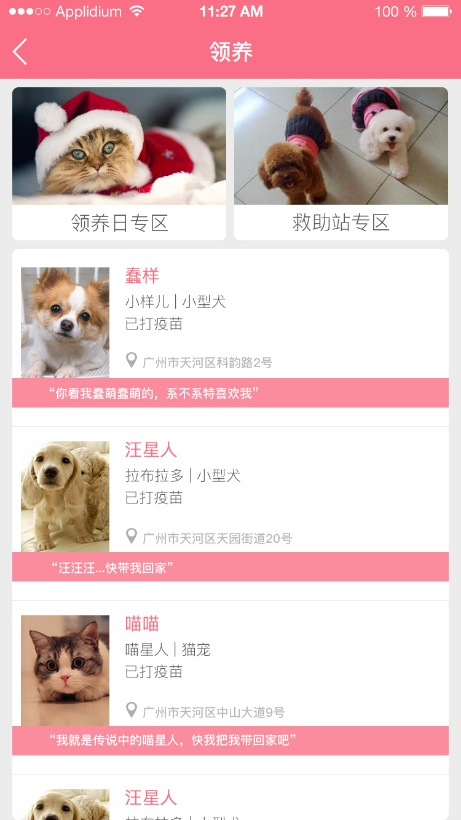 Applidium 11:27 AM 100 %
领养
领养日专区
救助站专区
蠢样
小样儿 | 小型犬
已打疫苗
广州市天河区科韵路2号
“你看我蠢萌蠢萌的，系不系特喜欢我”
汪星人
拉布拉多 | 小型犬
已打疫苗
广州市天河区天园街道20号
“汪汪汪...快带我回家”
喵喵
喵星人 | 猫宠
已打疫苗
广州市天河区中山大道9号
“我就是传说中的喵星人，快我把我带回家吧”
汪星人
拉布拉多 | 小型犬